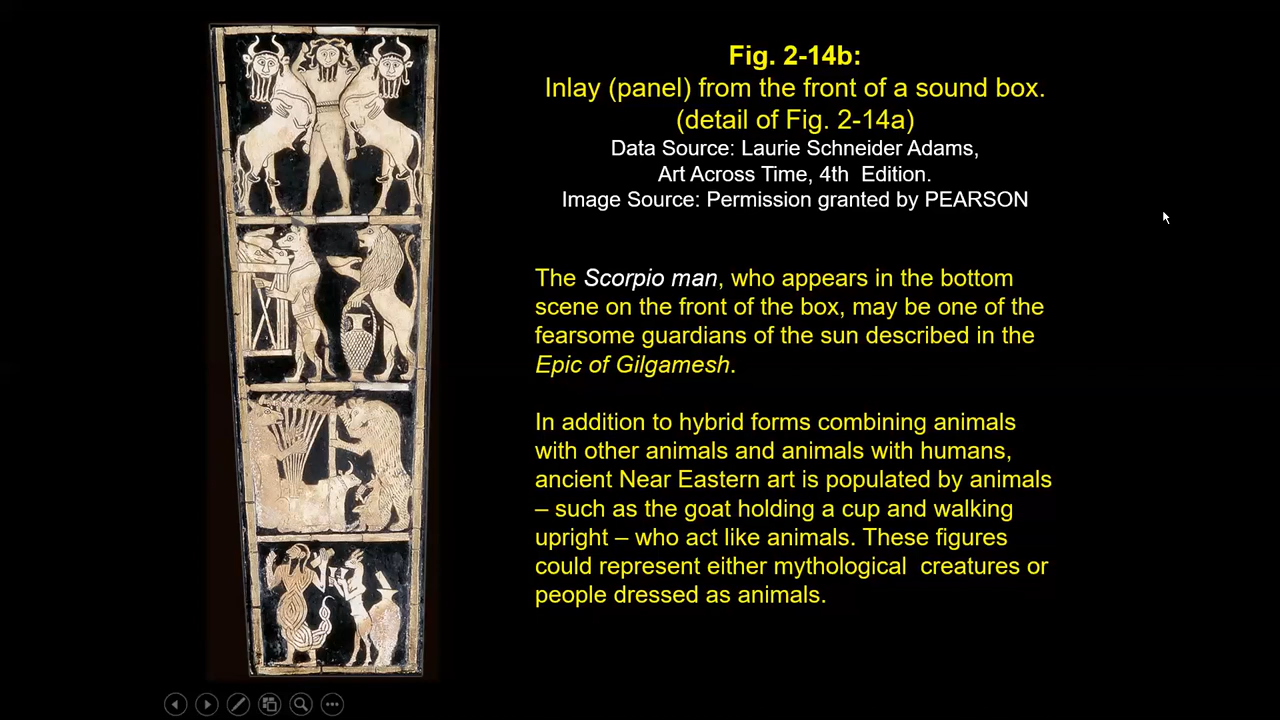 Fig. 2-14b:
Inlay (panel) from the front of a sound box.
(detail of Fig. 2-14a)
Data Source: Laurie Schneider Adams,
Art Across Time, 4th Edition.
Image Source: Permission granted by PEARSON
The Scorpio man, who appears in the bottom
scene on the front of the box, may be one of the
fearsome guardians of the sun described in the
Epic of Gilgamesh.
In addition to hybrid forms combining animals
with other animals and animals with humans,
ancient Near Eastern art is populated by animals
– such as the goat holding a cup and walking
upright – who act like animals. These figures
could represent either mythological creatures or
people dressed as animals.